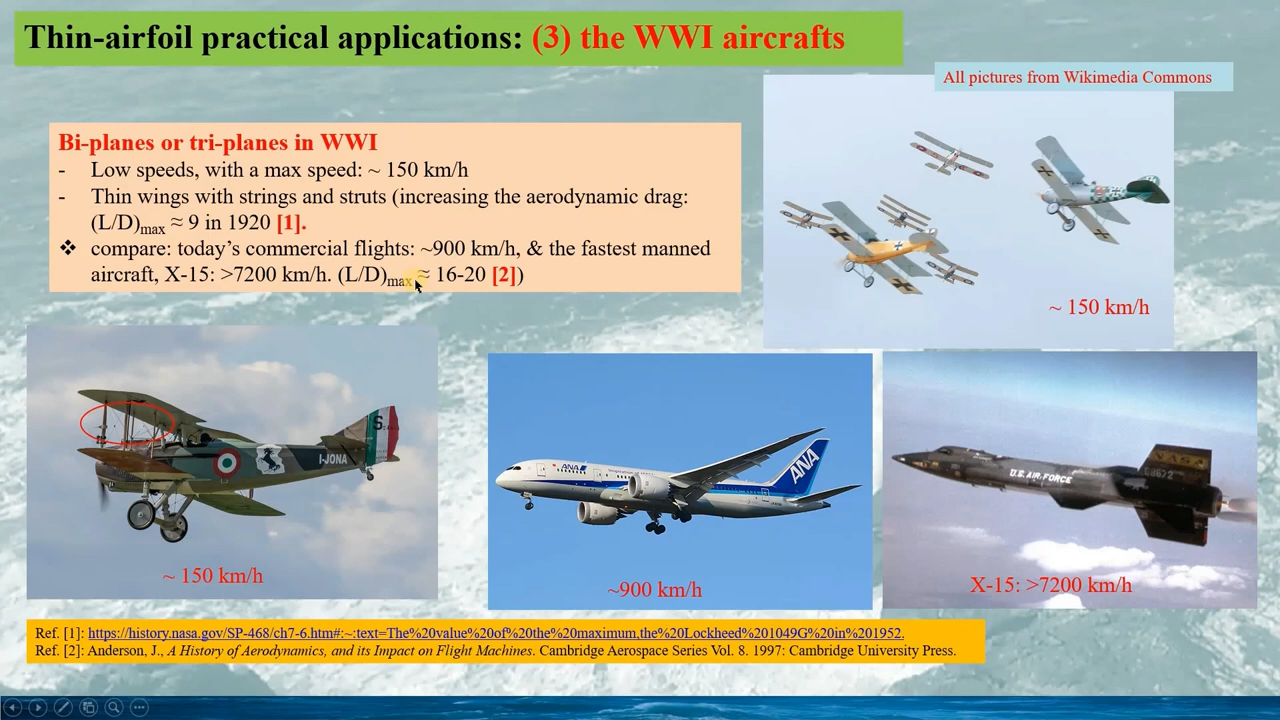 Thin-airfoil practical applications: (3) the WWI aircrafts
All pictures from Wikimedia Commons
Bi-planes or tri-planes in WWI
- Low speeds, with a max speed: ~ 150 km/h
- Thin wings with strings and struts (increasing the aerodynamic drag:
(L/D)max ≈ 9 in 1920 [1].
❖ compare: today's commercial flights: ~900 km/h, & the fastest manned
aircraft, X-15: >7200 km/h. (L/D)max ≈ 16-20 [2])
~ 150 km/h
S
I-JONA
~ 150 km/h
ANA
ANA
~900 km/h
U.S. AIR FORCE
X-15: >7200 km/h
Ref. [1]: https://history.nasa.gov/SP-468/ch7-6.htm#:~:text=The%20value%20of%20the%20maximum,the%20Lockheed%201049G%20in%201952.
Ref. [2]: Anderson, J., A History of Aerodynamics, and its Impact on Flight Machines. Cambridge Aerospace Series Vol. 8. 1997: Cambridge University Press.